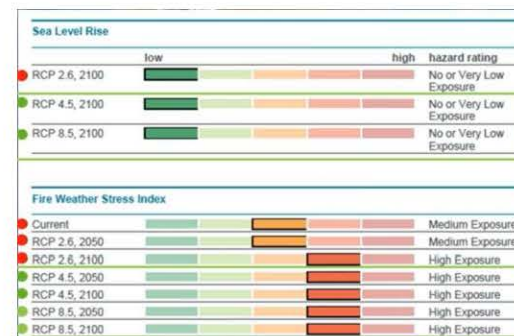 Sea Level Rise
low high hazard rating
RCP 2.6, 2100 No or Very Low
Exposure
RCP 4.5, 2100 No or Very Low
Exposure
RCP 8.5, 2100 No or Very Low
Exposure
Fire Weather Stress Index
Current Medium Exposure
RCP 2.6, 2050 Medium Exposure
RCP 2.6, 2100 High Exposure
RCP 4.5, 2050 High Exposure
RCP 4.5, 2100 High Exposure
RCP 8.5, 2050 High Exposure
RCP 8.5, 2100 High Exposure